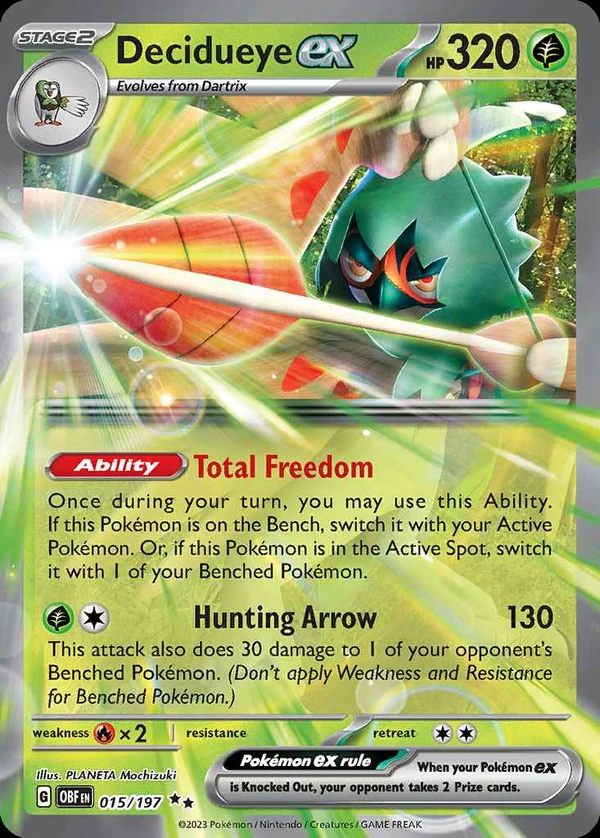 STAGE2
Decidueye ex
HP 320
Evolves from Dartrix
Ability Total Freedom
Once during your turn, you may use this Ability.
If this Pokémon is on the Bench, switch it with your Active
Pokémon. Or, if this Pokémon is in the Active Spot, switch
it with 1 of your Benched Pokémon.
Hunting Arrow 130
This attack also does 30 damage to 1 of your opponent's
Benched Pokémon. (Don't apply Weakness and Resistance
for Benched Pokémon.)
weakness ×2 resistance retreat
Illus. PLANETA Mochizuki
Pokémon ex rule When your Pokémon ex
is Knocked Out, your opponent takes 2 Prize cards.
G OBF EN 015/197
©2023 Pokémon / Nintendo / Creatures / GAME FREAK